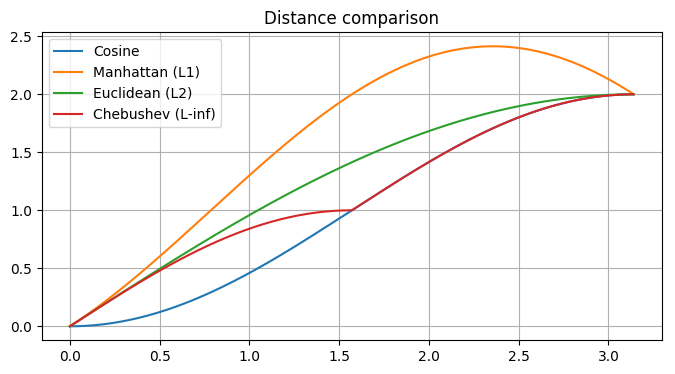 Distance comparison
Cosine
Manhattan (L1)
Euclidean (L2)
Chebushev (L-inf)
2.5
2.0
1.5
1.0
0.5
0.0
0.0 0.5 1.0 1.5 2.0 2.5 3.0